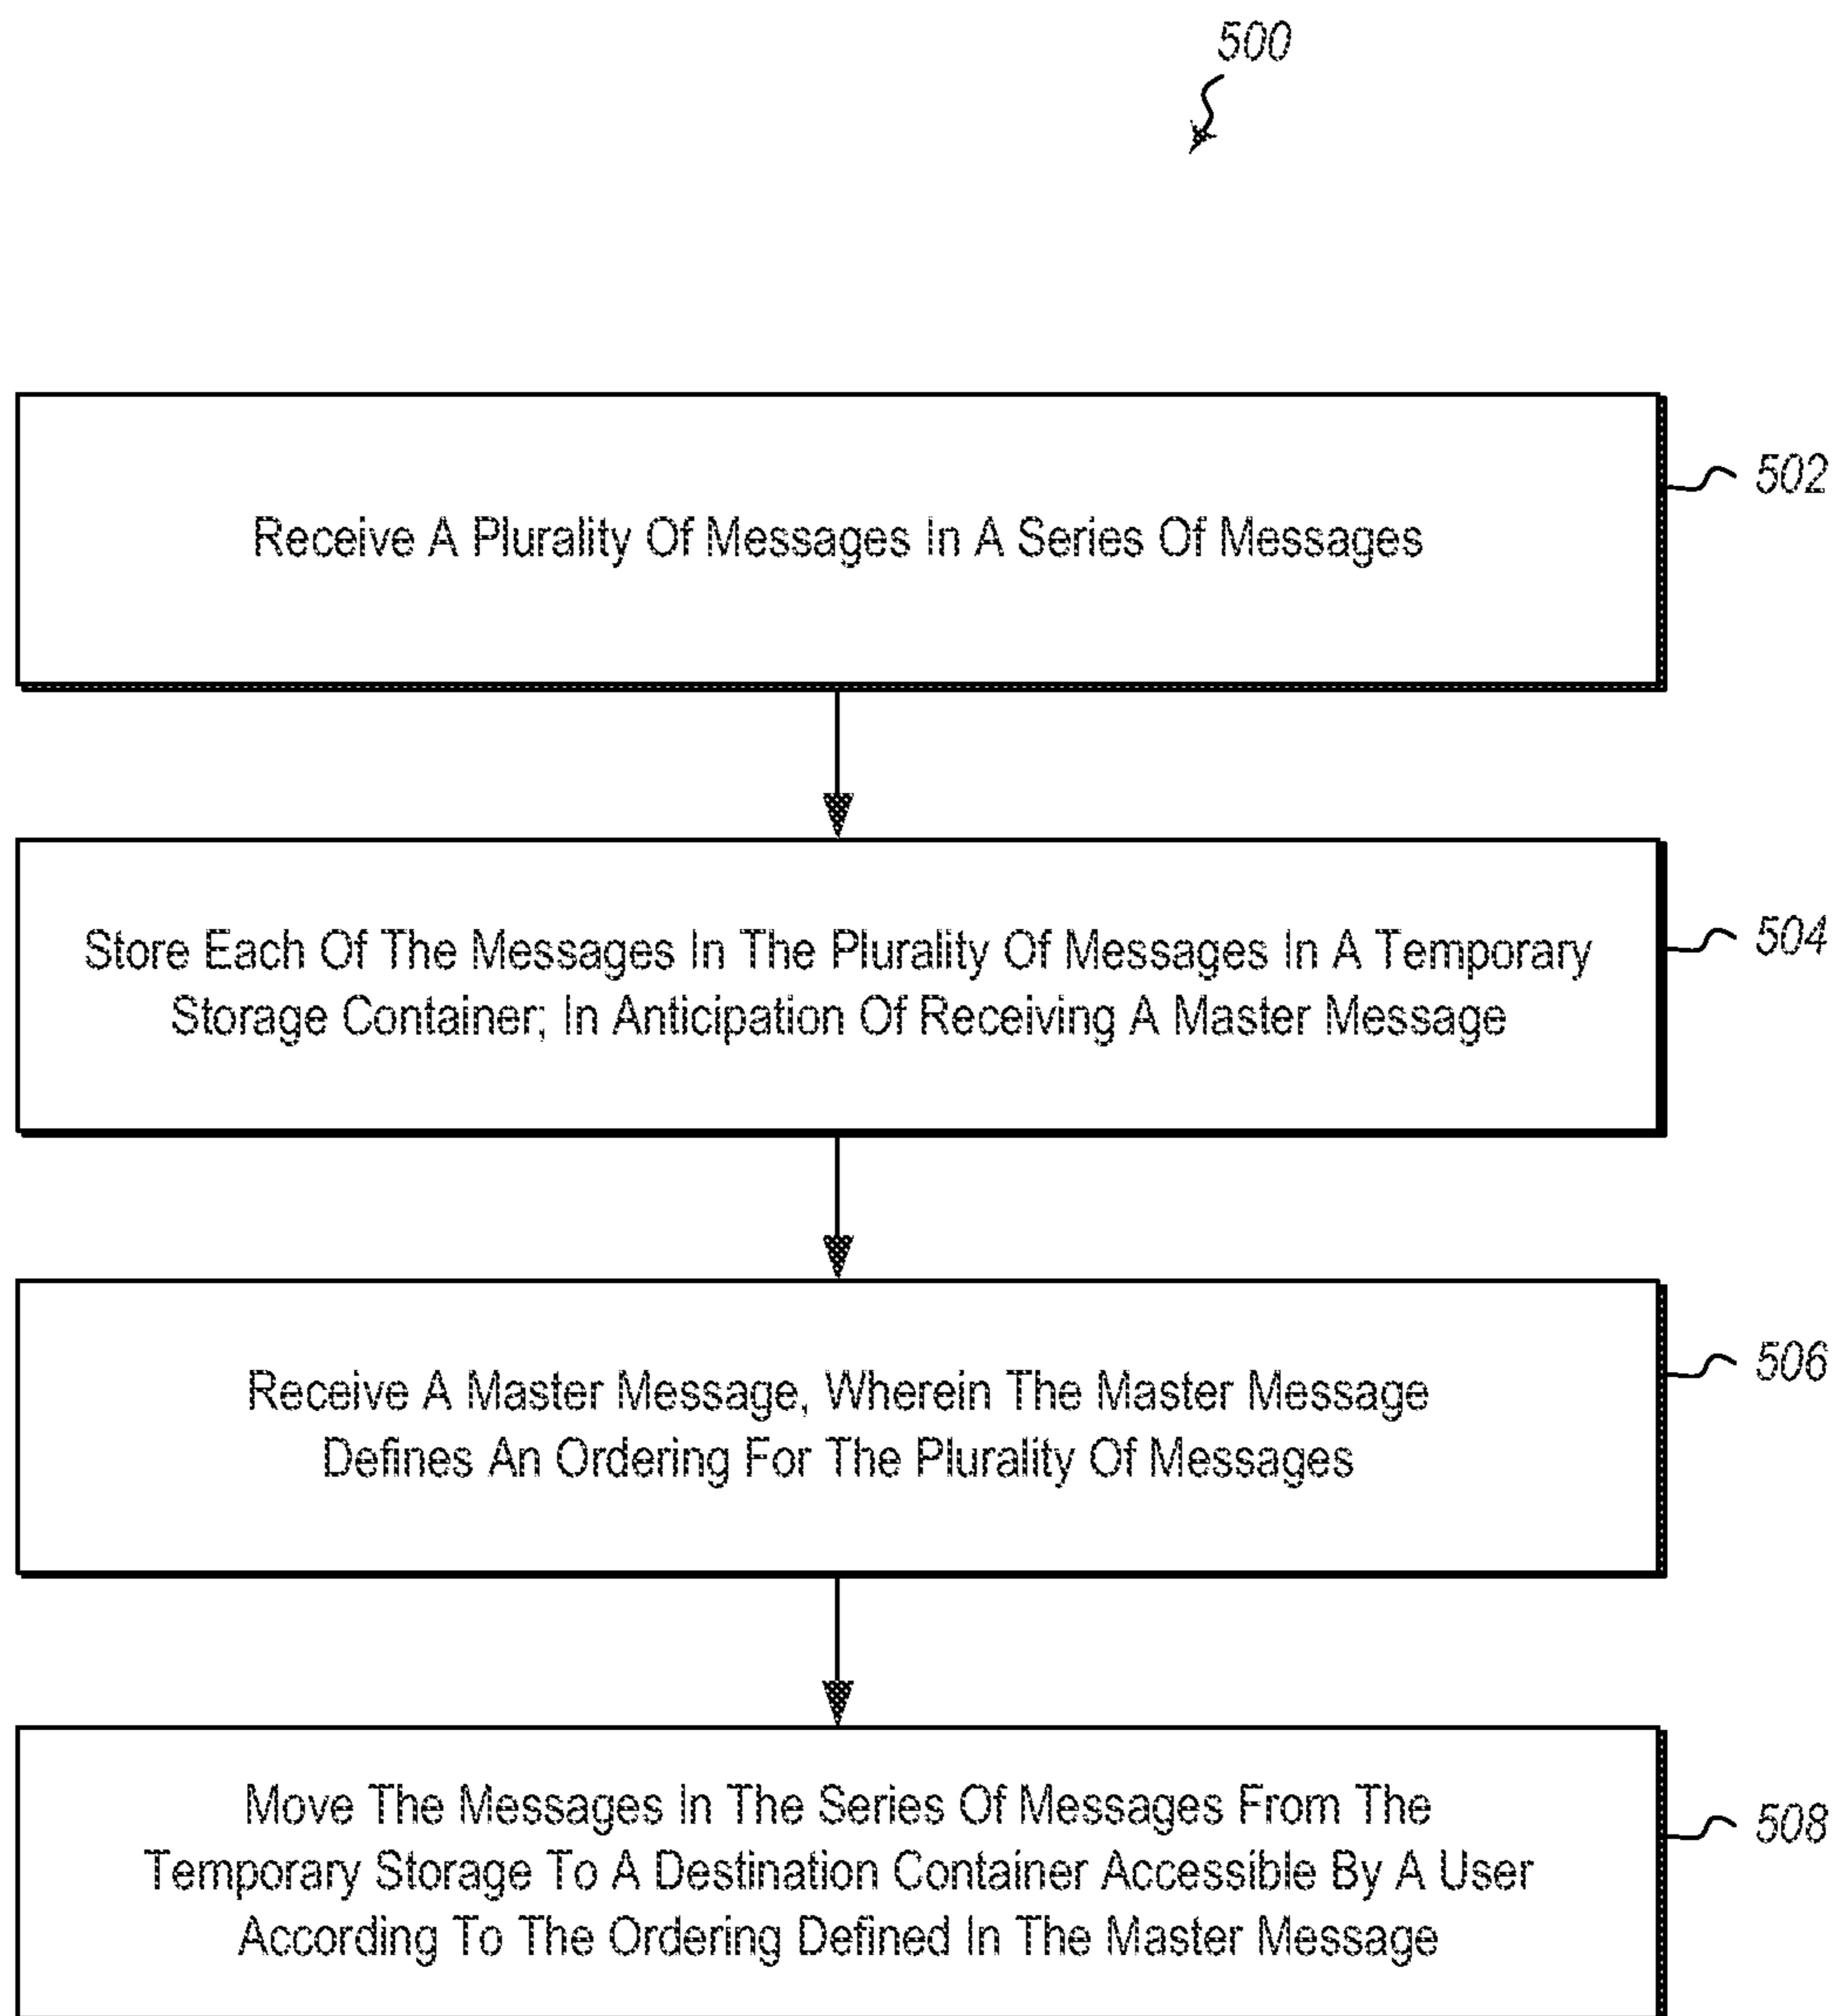 500
Receive A Plurality Of Messages In A Series Of Messages
502
Store Each Of The Messages In The Plurality Of Messages In A Temporary
Storage Container; In Anticipation Of Receiving A Master Message
504
Receive A Master Message, Wherein The Master Message
Defines An Ordering For The Plurality Of Messages
506
Move The Messages In The Series Of Messages From The
Temporary Storage To A Destination Container Accessible By A User
According To The Ordering Defined In The Master Message
508